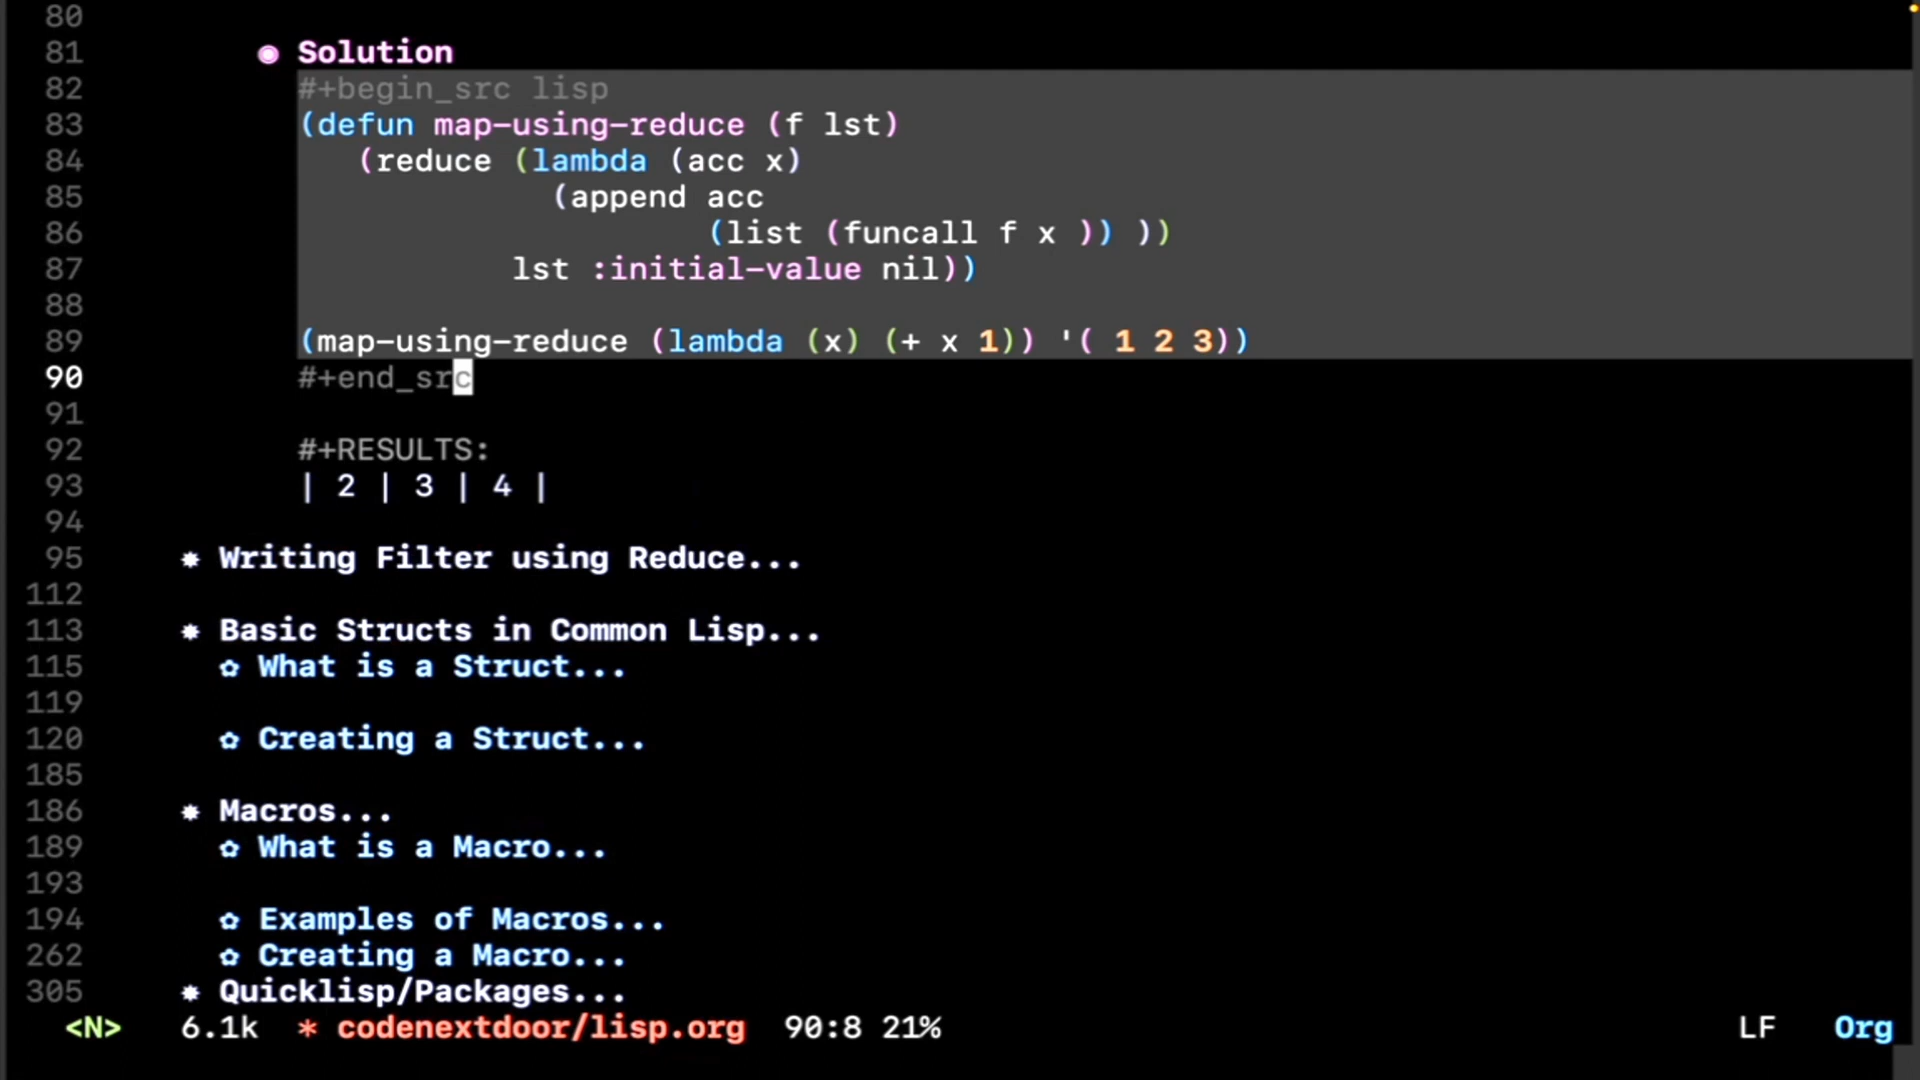 80
81 ◉ Solution
82 #+begin_src lisp
83 (defun map-using-reduce (f lst)
84 (reduce (lambda (acc x)
85 (append acc
86 (list (funcall f x )) ))
87 lst :initial-value nil))
88
89 (map-using-reduce (lambda (x) (+ x 1)) '( 1 2 3))
90 #+end_src
91
92 #+RESULTS:
93 | 2 | 3 | 4 |
94
95 ✸ Writing Filter using Reduce...
112
113 ✸ Basic Structs in Common Lisp...
115 ✿ What is a Struct...
119
120 ✿ Creating a Struct...
185
186 ✸ Macros...
189 ✿ What is a Macro...
193
194 ✿ Examples of Macros...
262 ✿ Creating a Macro...
305 ✸ Quicklisp/Packages...
<N> 6.1k * codenextdoor/lisp.org 90:8 21% LF Org